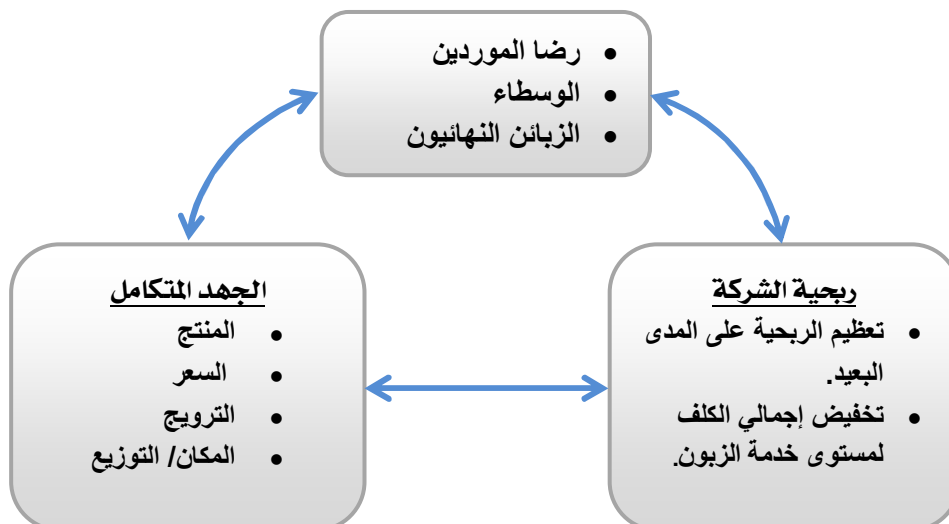 • رضا الموردين
• الوسطاء
• الزبائن النهائيون
ربحية الشركة
• تعظيم الربحية على المدى
البعيد.
• تخفيض إجمالي الكلف
لمستوى خدمة الزبون.
الجهد المتكامل
• المنتج
• السعر
• الترويج
• المكان/ التوزيع